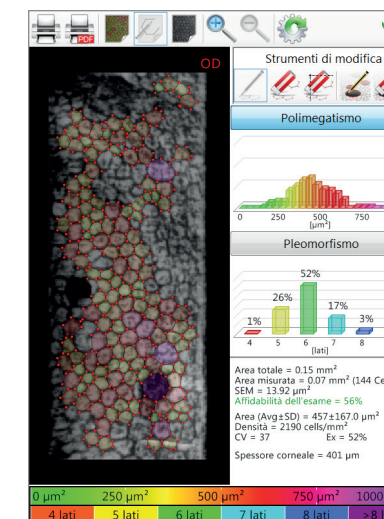 PDF
OD
Strumenti di modifica
Polimegatismo
0 250 500 750
[µm²]
Pleomorfismo
1% 26% 52% 17% 3%
4 5 6 7 8
[lati]
Area totale = 0.15 mm²
Area misurata = 0.07 mm² (144 Ce
SEM = 13.92 µm²
Affidabilità dell'esame = 56%
Area (Avg±SD) = 457±167.0 µm²
Densità = 2190 cells/mm²
CV = 37 Ex = 52%
Spessore corneale = 401 µm
0 µm² 250 µm² 500 µm² 750 µm² 1000
4 lati 5 lati 6 lati 7 lati 8 lati >8 l